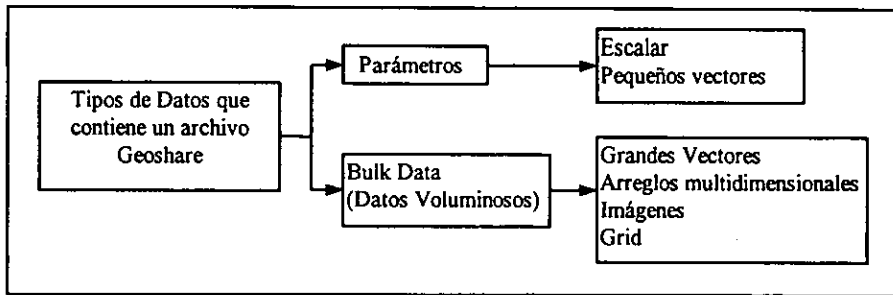 Tipos de Datos que
contiene un archivo
Geoshare
Parámetros
Escalar
Pequeños vectores
Bulk Data
(Datos Voluminosos)
Grandes Vectores
Arreglos multidimensionales
Imágenes
Grid